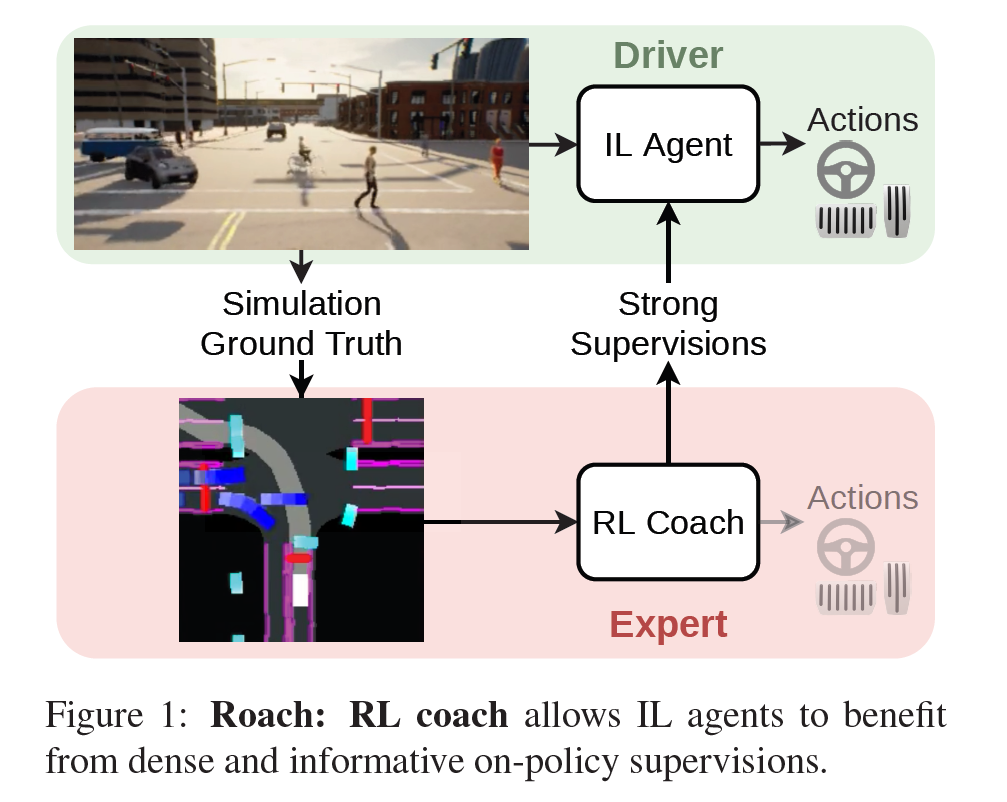 Driver
IL Agent
Actions
Simulation
Ground Truth
Strong
Supervisions
RL Coach
Actions
Expert
Figure 1: Roach: RL coach allows IL agents to benefit
from dense and informative on-policy supervisions.